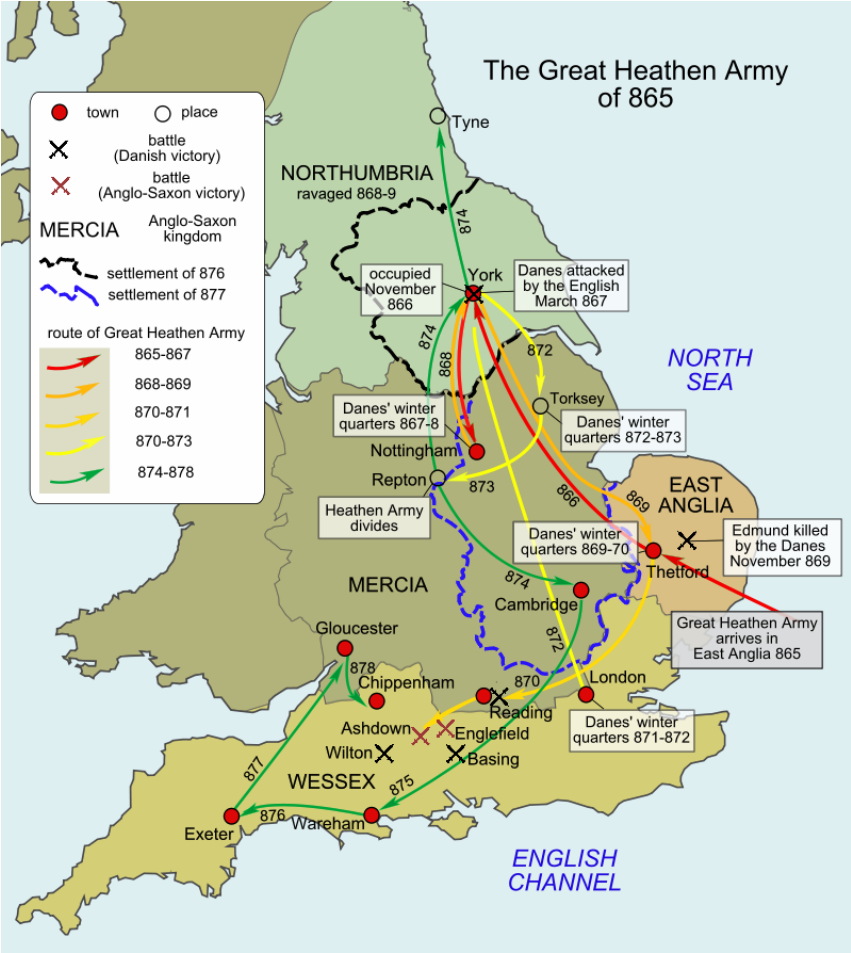 The Great Heathen Army
of 865
town
place
battle
(Danish victory)
battle
(Anglo-Saxon victory)
MERCIA
Anglo-Saxon
kingdom
settlement of 876
settlement of 877
route of Great Heathen Army
865-867
868-869
870-871
870-873
874-878
Tyne
NORTHUMBRIA
ravaged 868-9
874
York
occupied
November
866
Danes attacked
by the English
March 867
874
868
872
NORTH
SEA
Torksey
Danes' winter
quarters 867-8
Danes' winter
quarters 872-873
Nottingham
Repton
873
866
869
EAST
ANGLIA
Heathen Army
divides
Danes' winter
quarters 869-70
Edmund killed
by the Danes
November 869
Thetford
MERCIA
874
Cambridge
Great Heathen Army
arrives in
East Anglia 865
Gloucester
872
878
Chippenham
870
London
Reading
Ashdown
Englefield
Danes' winter
quarters 871-872
Wilton
Basing
877
WESSEX
875
876
Wareham
Exeter
ENGLISH
CHANNEL